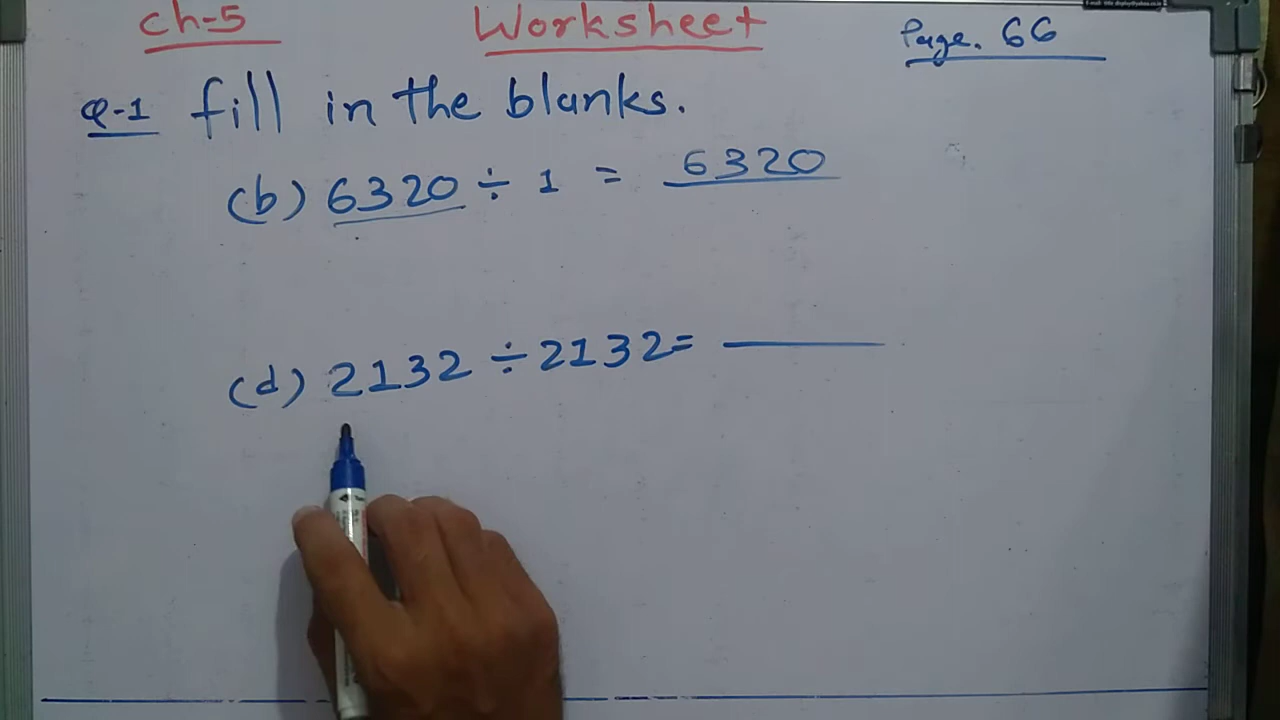 Ch-5 Worksheet Page. 66
Q-1 fill in the blanks.
(b) 6320 ÷ 1 = 6320
(d) 2132 ÷ 2132 =